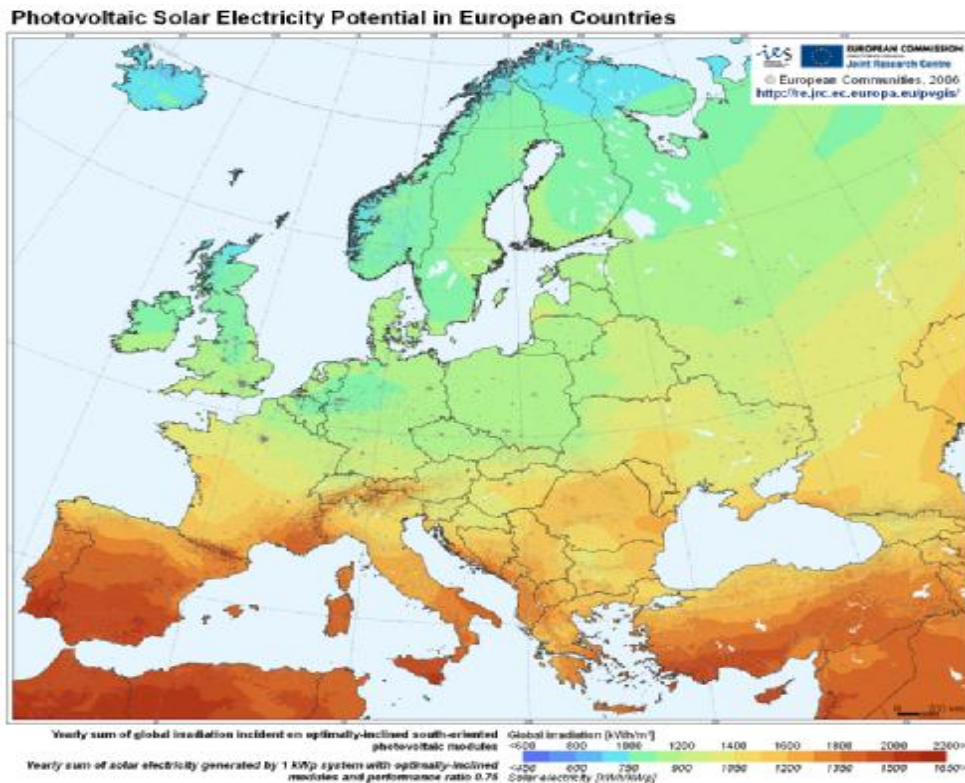 Photovoltaic Solar Electricity Potential in European Countries
ies
EUROPEAN COMMISSION
Joint Research Centre
© European Communities, 2006
http://re.jrc.ec.europa.eu/pvgis/
Yearly sum of global irradiation incident on optimally-inclined south-oriented
photovoltaic modules
Yearly sum of solar electricity generated by 1 kWp system with optimally-inclined
modules and performance ratio 0.75
Global irradiation [kWh/m²]
<600 800 1000 1200 1400 1600 1800 2000 2200>
<450 600 750 900 1050 1200 1350 1500 1650>
Solar electricity [kWh/kWp]